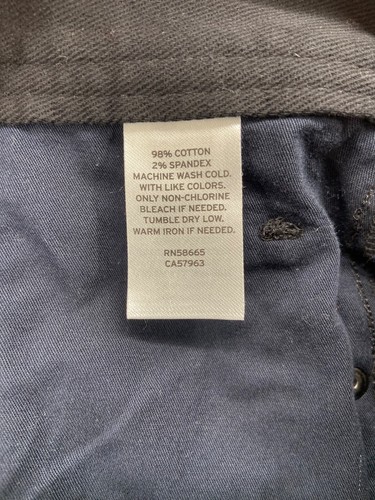 98% COTTON
2% SPANDEX
MACHINE WASH COLD.
WITH LIKE COLORS.
ONLY NON-CHLORINE
BLEACH IF NEEDED.
TUMBLE DRY LOW.
WARM IRON IF NEEDED.
RN58665
CA57963